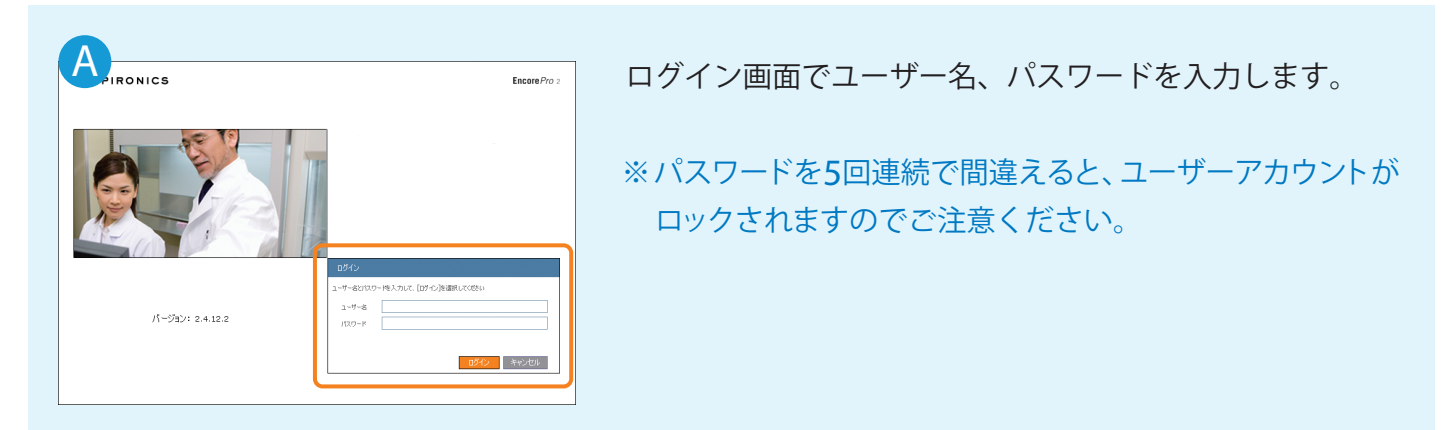 A
PIRONICS
EncorePro 2
ログイン画面でユーザー名、パスワードを入力します。
※パスワードを5回連続で間違えると、ユーザーアカウントが
ロックされますのでご注意ください。
ログイン
ユーザー名とパスワードを入力して、[ログイン]を選択してください
ユーザー名
パスワード
バージョン: 2.4.12.2
ログイン キャンセル